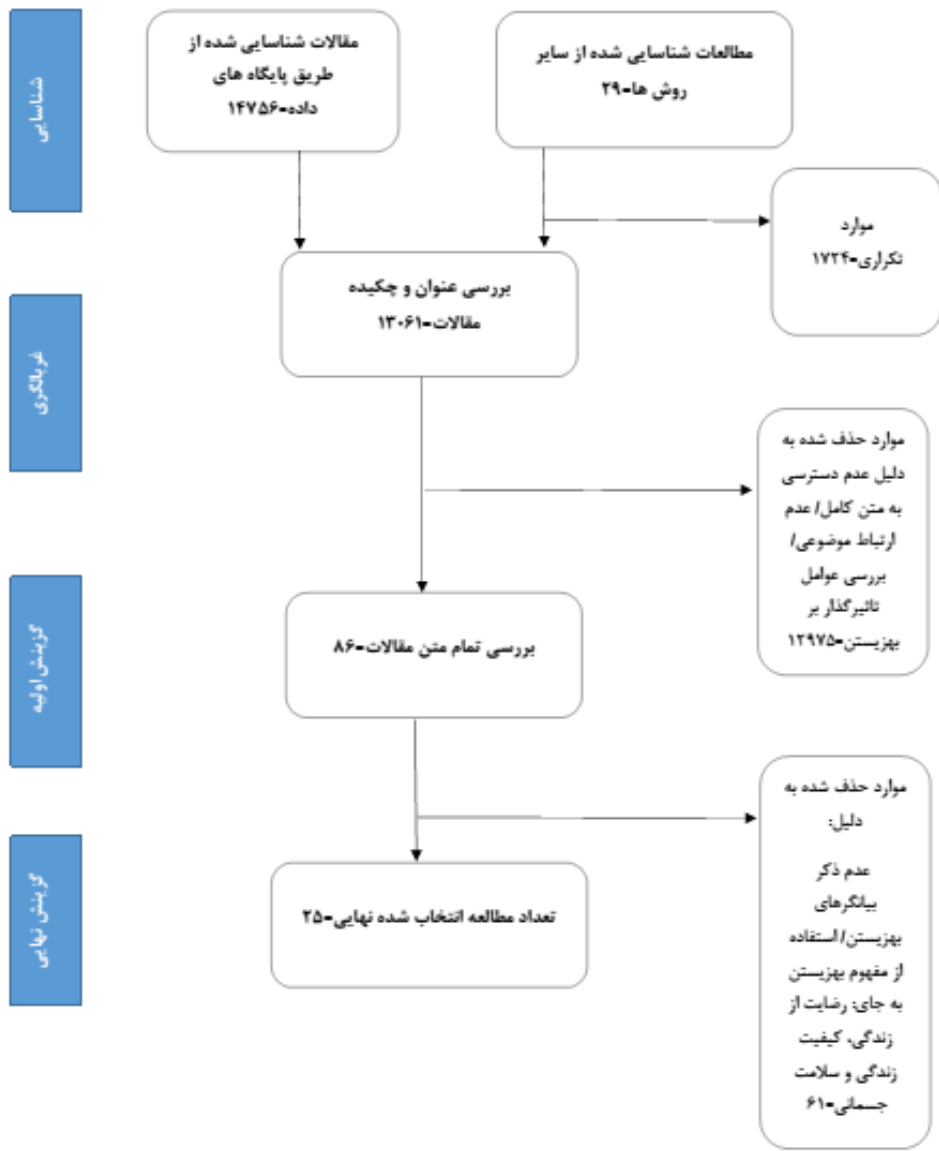 شناسایی
مقالات شناسایی شده از
طریق پایگاه های
داده=۱۴۷۵۶
مطالعات شناسایی شده از سایر
روش ها=۲۹
موارد
تکراری=۱۷۲۴
غربالگری
بررسی عنوان و چکیده
مقالات=۱۳۰۶۱
موارد حذف شده به
دلیل عدم دسترسی
به متن کامل/ عدم
ارتباط موضوعی/
بررسی عوامل
تاثیرگذار بر
بهزیستن=۱۲۹۷۵
گزینش اولیه
بررسی تمام متن مقالات=۸۶
موارد حذف شده به
دلیل:
عدم ذکر
بیانگرهای
بهزیستن/ استفاده
از مفهوم بهزیستن
به جای: رضایت از
زندگی، کیفیت
زندگی و سلامت
جسمانی=۶۱
گزینش نهایی
تعداد مطالعه انتخاب شده نهایی=۲۵